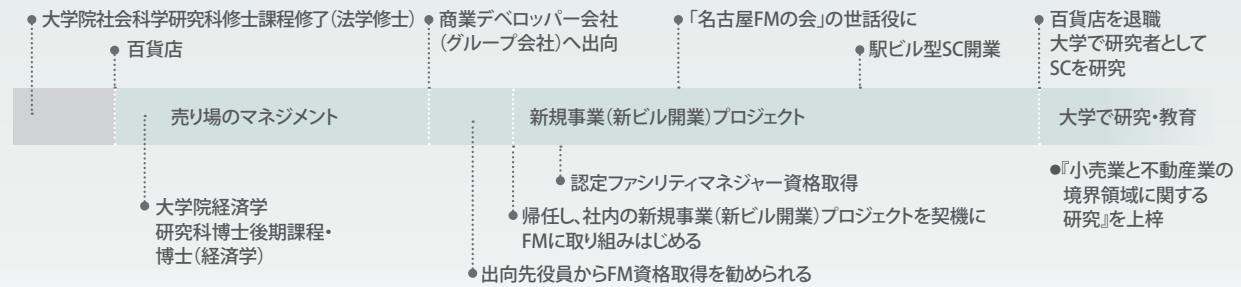 大学院社会科学研究科修士課程修了(法学修士)
百貨店
商業デベロッパー会社
(グループ会社)へ出向
「名古屋FMの会」の世話役に
駅ビル型SC開業
百貨店を退職
大学で研究者として
SCを研究
売り場のマネジメント
新規事業(新ビル開業)プロジェクト
大学で研究・教育
大学院経済学
研究科博士後期課程・
博士(経済学)
認定ファシリティマネジャー資格取得
帰任し、社内の新規事業(新ビル開業)プロジェクトを契機に
FMに取り組みはじめる
出向先役員からFM資格取得を勧められる
●『小売業と不動産業の
境界領域に関する
研究』を上梓